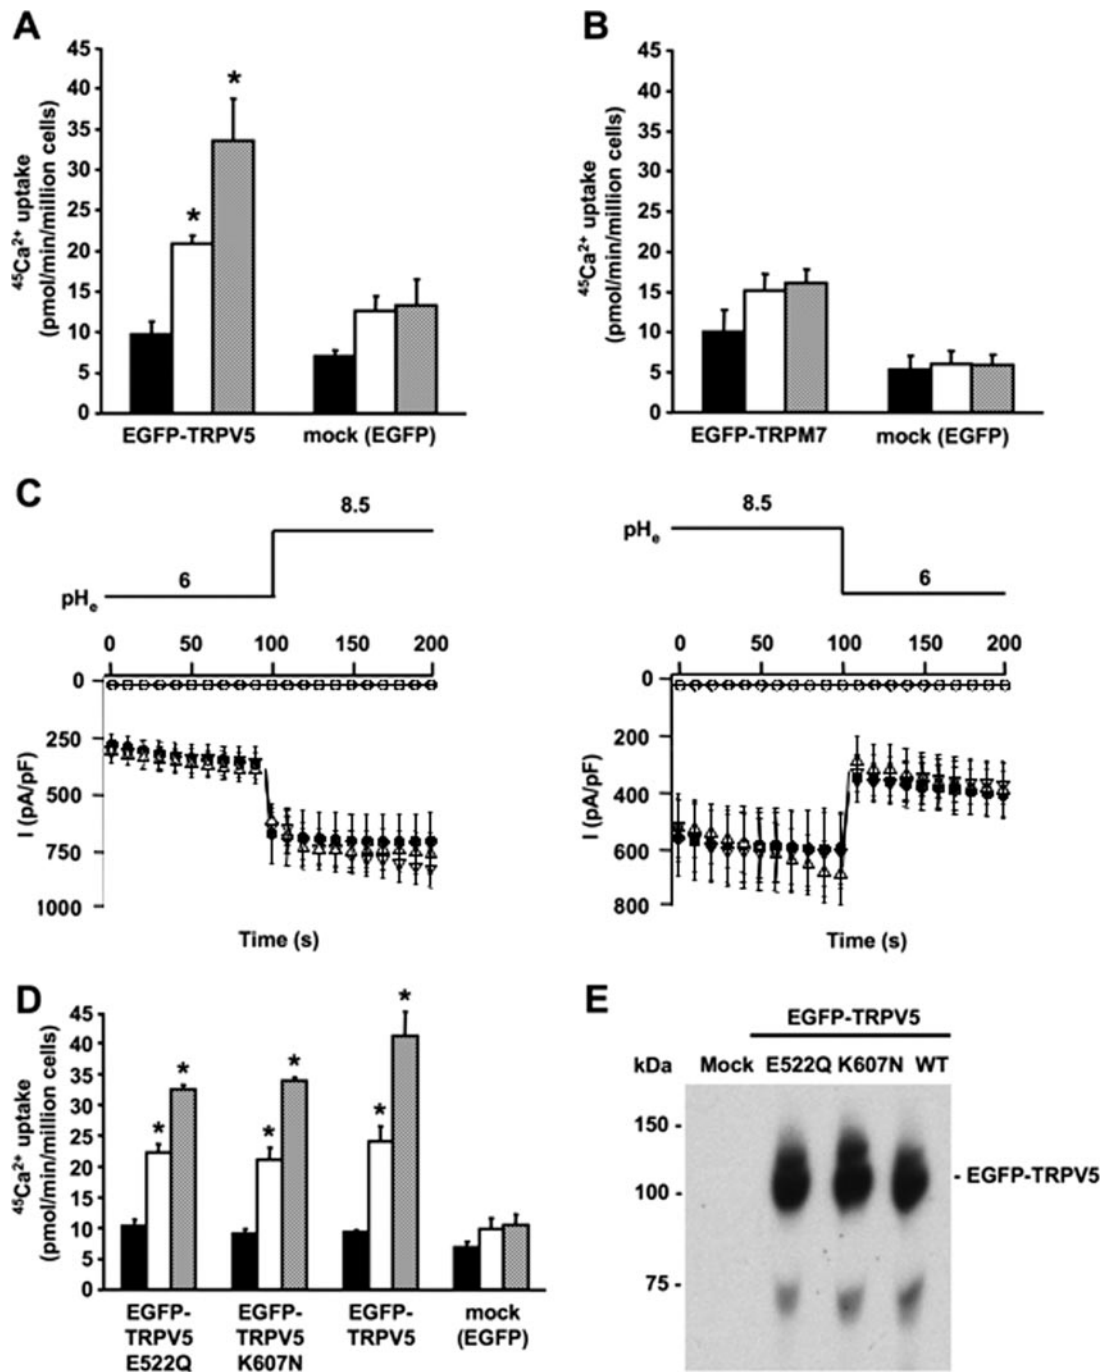 A
45
40
35
30
25
20
15
10
5
0
⁴⁵Ca²⁺ uptake
(pmol/min/million cells)
*
*
EGFP-TRPV5 mock (EGFP)
B
45
40
35
30
25
20
15
10
5
0
⁴⁵Ca²⁺ uptake
(pmol/min/million cells)
EGFP-TRPM7 mock (EGFP)
C
8.5
6
pHₑ
0 50 100 150 200
0
250
500
750
1000
I (pA/pF)
Time (s)
8.5
pHₑ
6
0 50 100 150 200
0
200
400
600
800
I (pA/pF)
Time (s)
D
45
40
35
30
25
20
15
10
5
0
⁴⁵Ca²⁺ uptake
(pmol/min/million cells)
* * * * * *
EGFP-
TRPV5
E522Q
EGFP-
TRPV5
K607N
EGFP-
TRPV5
mock
(EGFP)
E
EGFP-TRPV5
kDa Mock E522Q K607N WT
150 -
100 -
75 -
- EGFP-TRPV5